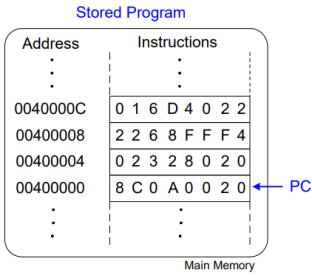 Stored Program
Address Instructions
0040000C 0 1 6 D 4 0 2 2
00400008 2 2 6 8 F F F 4
00400004 0 2 3 2 8 0 2 0
00400000 8 C 0 A 0 0 2 0 PC
Main Memory